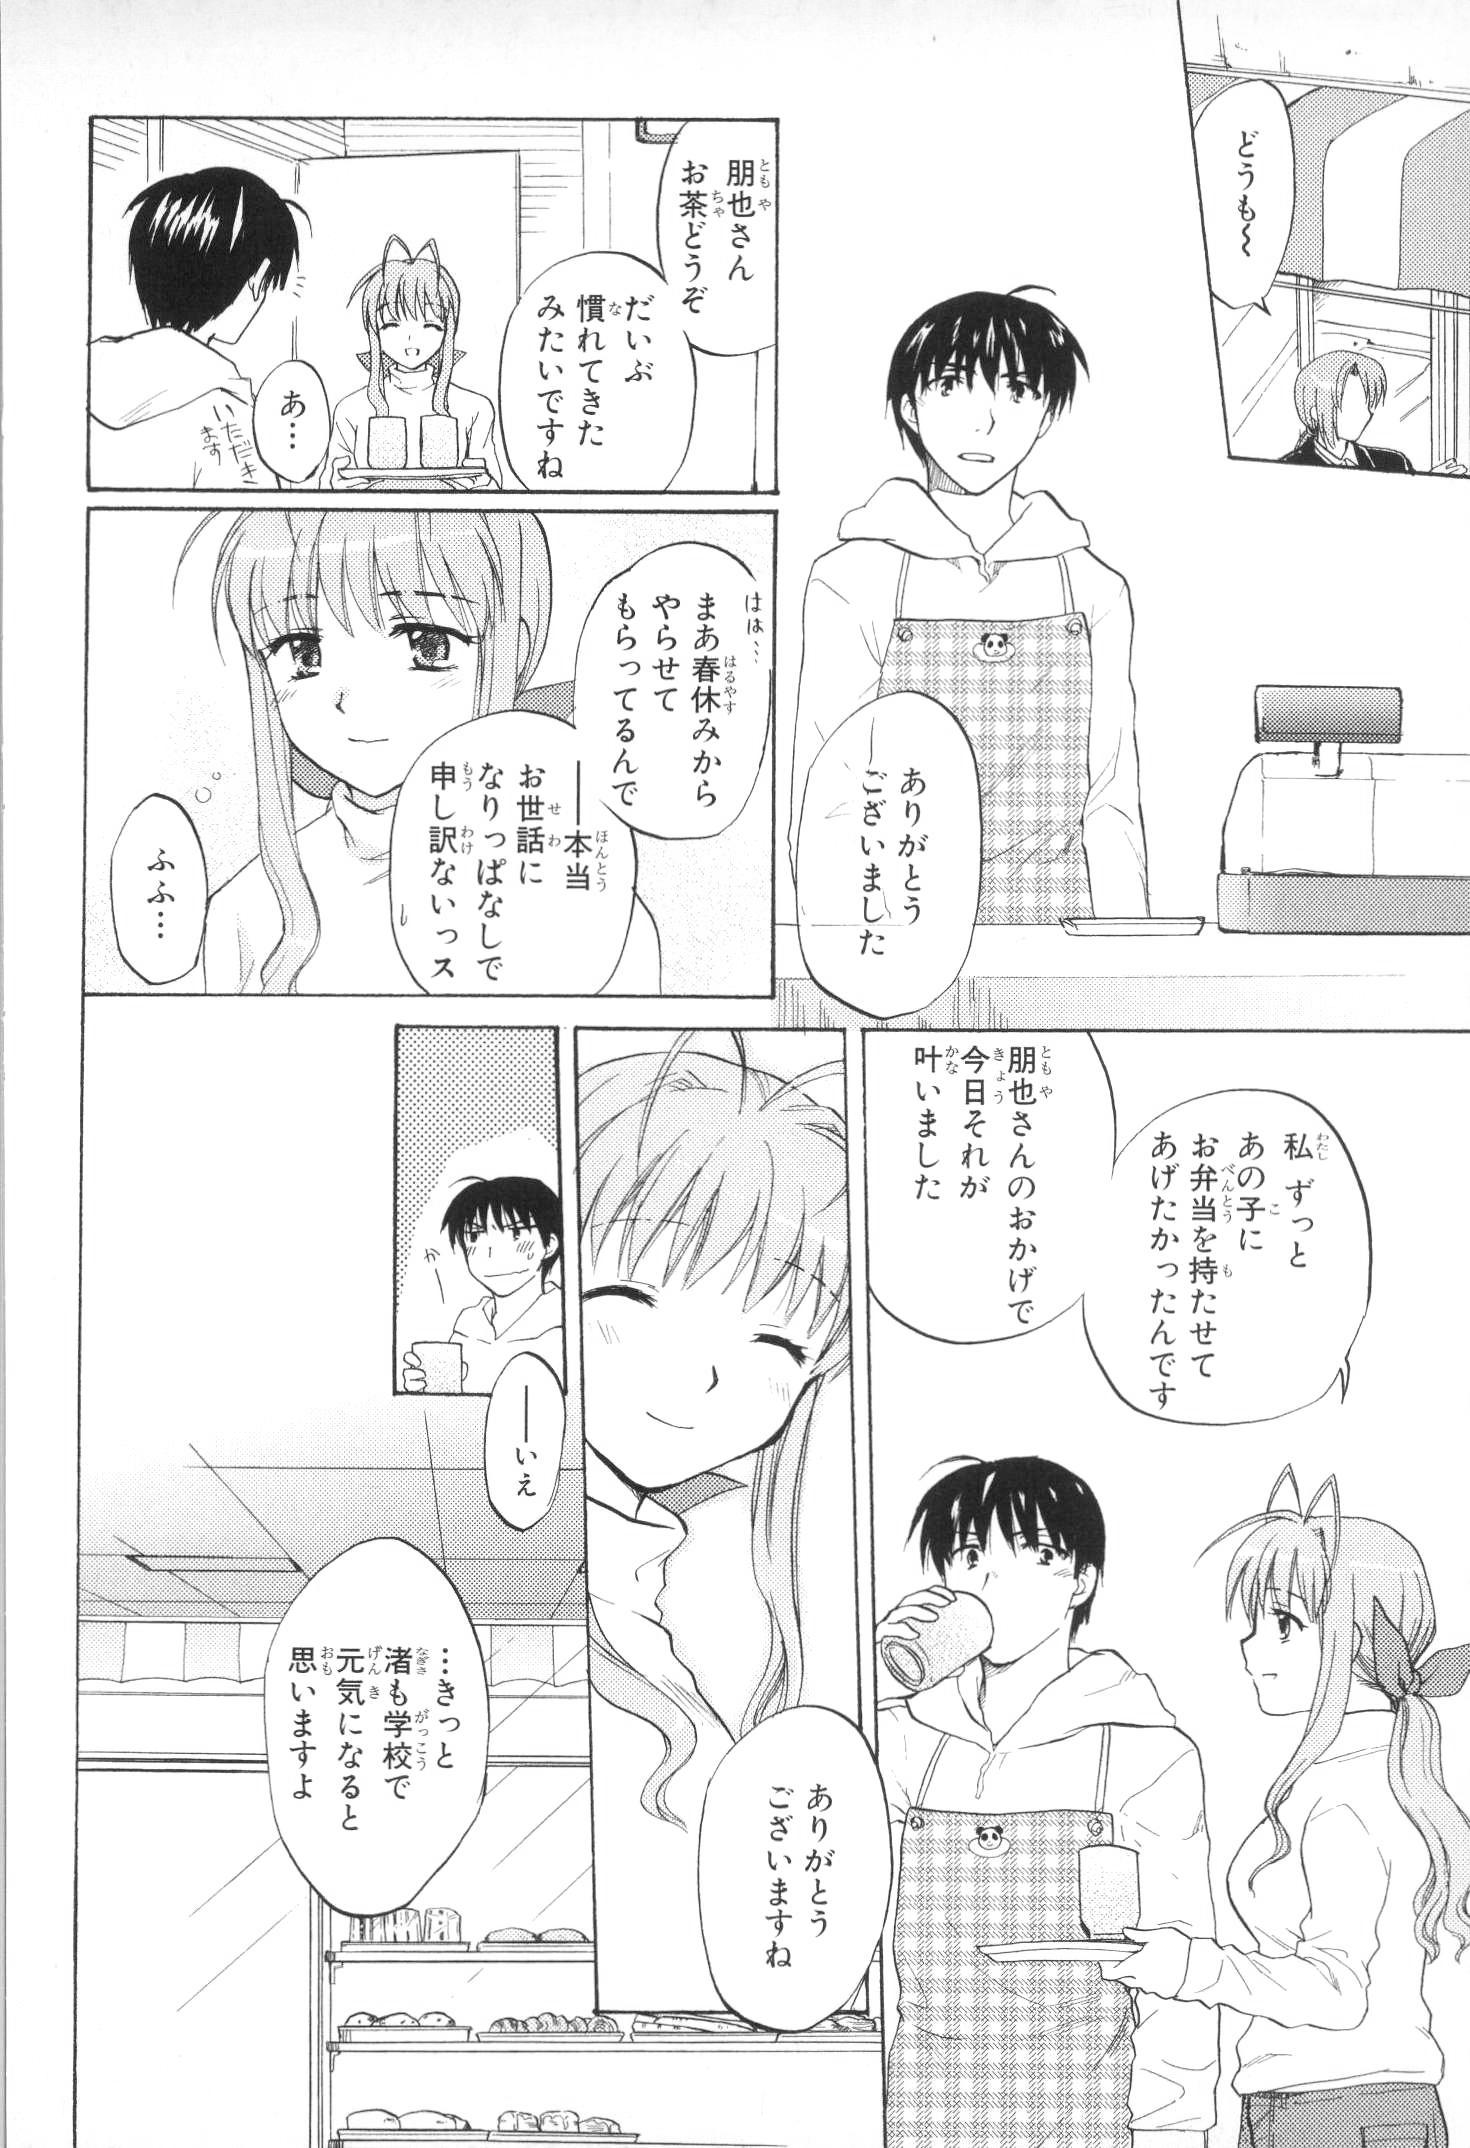 どうも〜
ありがとう
ーございました
朋也さん
お茶どうぞ
だいぶ
慣れてきた
みたいですね
あ…
いただき
ます
はは…
まあ春休みから
やらせて
もらってるんで
――本当
お世話に
なりっぱなしで
申し訳ないっス
ふふ…
私 ずっと
あの子に
お弁当を持たせて
あげたかったんです
朋也さんのおかげで
今日それが
叶いました
ありがとう
ございますね
かー
――いえ
…きっと
渚も学校で
元気になると
思いますよ